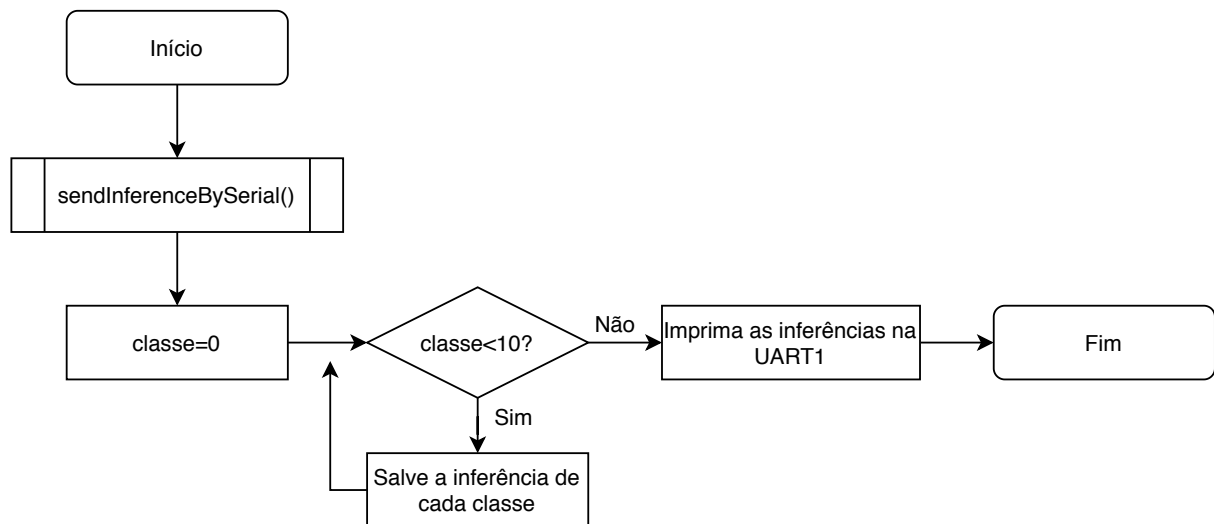 Início
sendInferenceBySerial()
classe=0
classe<10?
Não
Imprima as inferências na
UART1
Fim
Sim
Salve a inferência de
cada classe